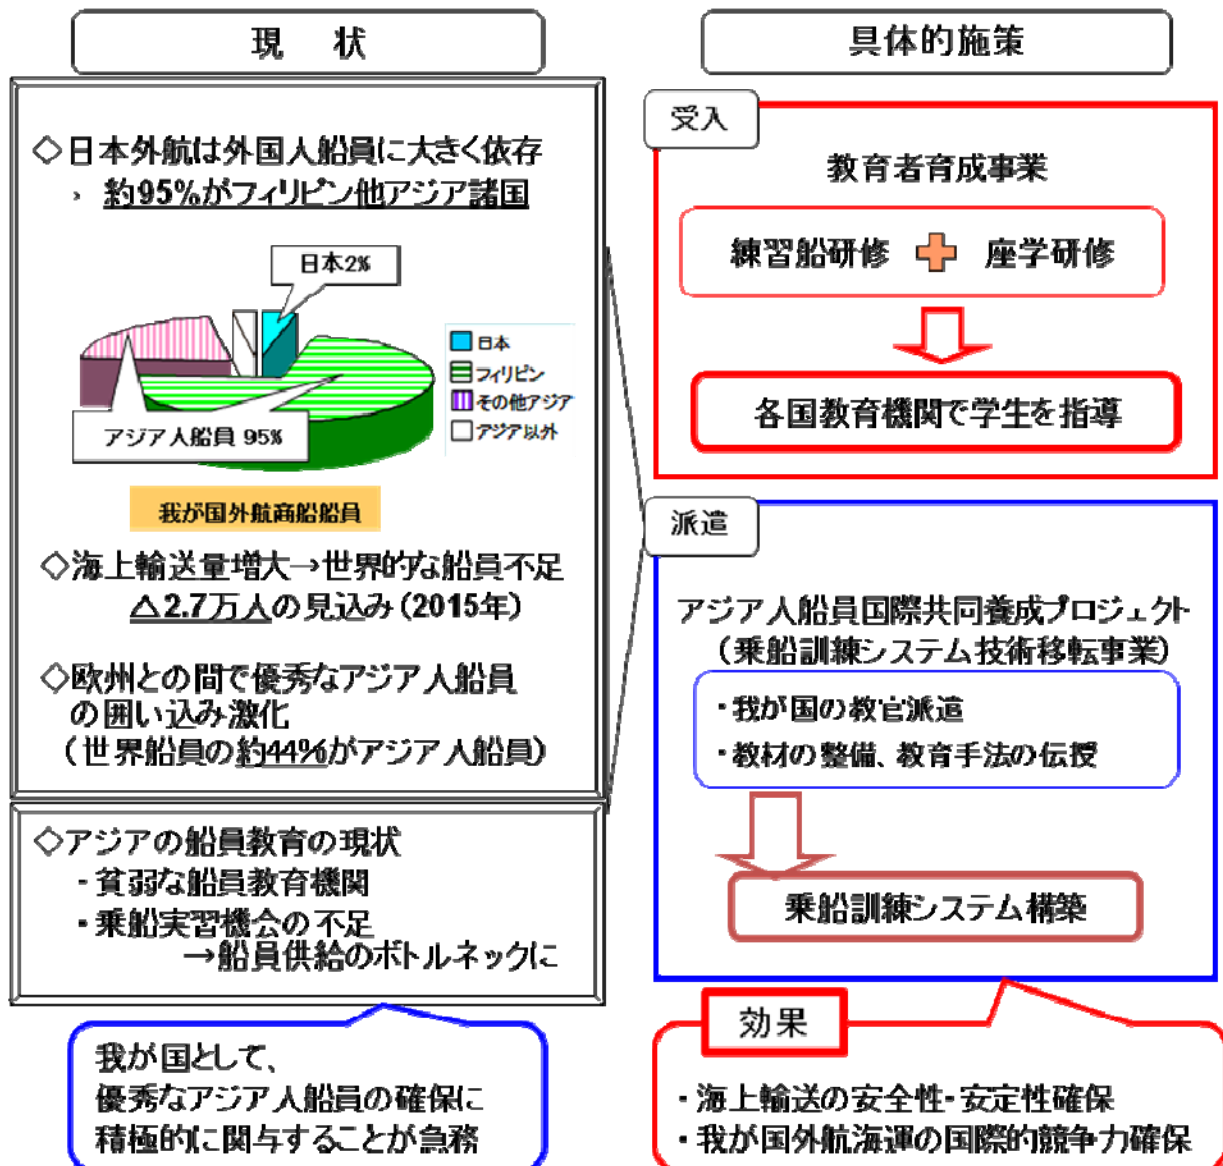 現 状
◇日本外航は外国人船員に大きく依存
、約95%がフィリピン他アジア諸国
日本2%
日本
フィリピン
その他アジア
アジア以外
アジア人船員 95%
我が国外航商船船員
◇海上輸送量増大→世界的な船員不足
△2.7万人の見込み(2015年)
◇欧州との間で優秀なアジア人船員
の囲い込み激化
(世界船員の約44%がアジア人船員)
◇アジアの船員教育の現状
・貧弱な船員教育機関
・乗船実習機会の不足
→船員供給のボトルネックに
我が国として、
優秀なアジア人船員の確保に
積極的に関与することが急務
具体的施策
受入
教育者育成事業
練習船研修 座学研修
各国教育機関で学生を指導
派遣
アジア人船員国際共同養成プロジェクト
(乗船訓練システム技術移転事業)
・我が国の教官派遣
・教材の整備、教育手法の伝授
乗船訓練システム構築
効果
・海上輸送の安全性・安定性確保
・我が国外航海運の国際的競争力確保